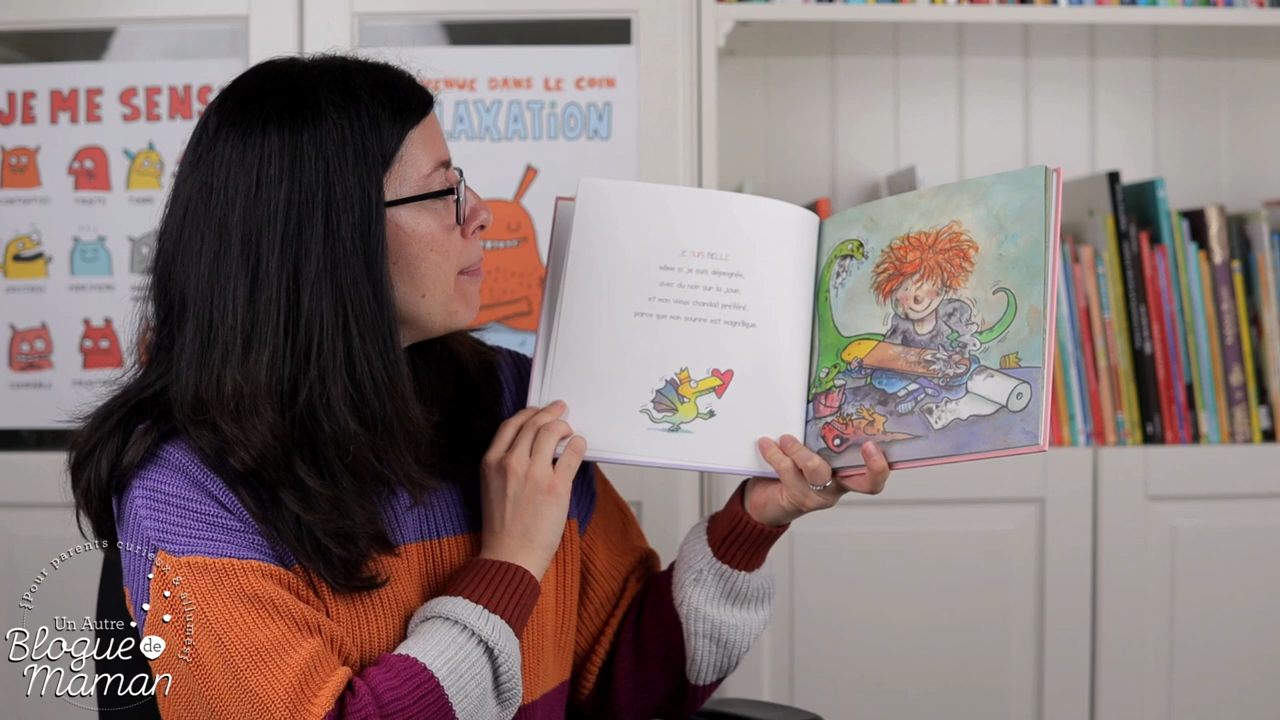 JE ME SENS
ENUE DANS LE COIN
LAXATION
JE SUIS BELLE
même si je suis dépeignée,
avec du noir sur la joue,
et mon vieux chandail préféré,
parce que mon sourire est magnifique.
{Pour parents curieux & allumés!}
Un Autre
Blogue de
Maman